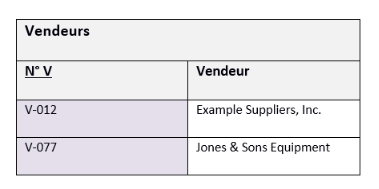 Vendeurs
N° V Vendeur
V-012 Example Suppliers, Inc.
V-077 Jones & Sons Equipment